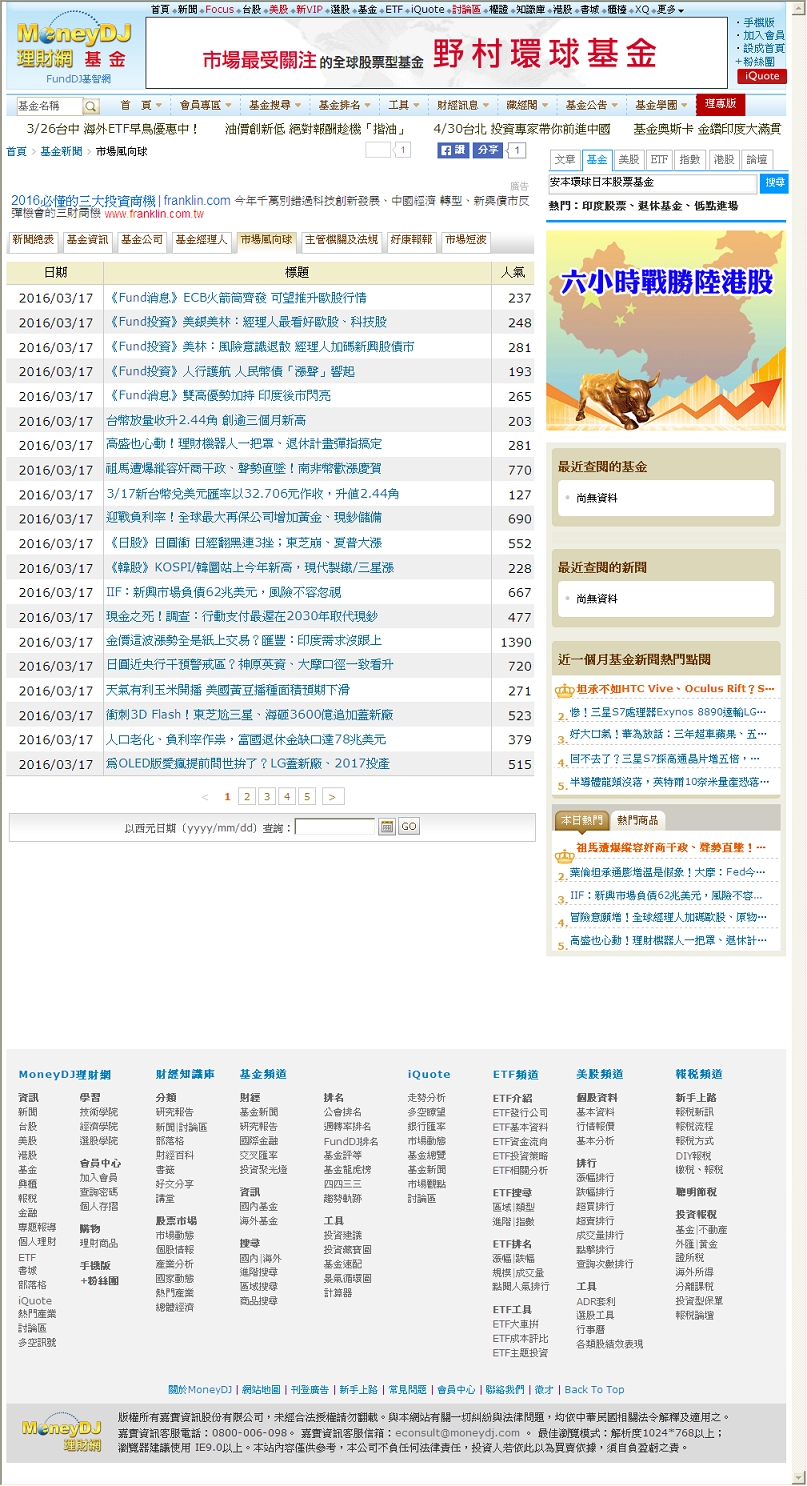 首頁 新聞 Focus 台股 美股 新VIP 選股 基金 ETF iQuote 討論區 權證 知識庫 港股 書城 櫃檯 XQ 更多
MoneyDJ
理財網 基金
FundDJ基智網
市場最受關注的全球股票型基金 野村環球基金
手機版
加入會員
設成首頁
+粉絲團
iQuote
基金名稱
首 頁 會員專區 基金搜尋 基金排名 工具 財經訊息 藏經閣 基金公告 基金學園 理專版
3/26台中 海外ETF早鳥優惠中！ 油價創新低 絕對報酬趁機「揩油」 4/30台北 投資專家帶你前進中國 基金奧斯卡 金鑽印度大滿貫
首頁 > 基金新聞 > 市場風向球
1 讚 分享 1
文章 基金 美股 ETF 指數 港股 論壇
安本環球日本股票基金 搜尋
熱門：印度股票、退休基金、低點進場
廣告
2016必懂的三大投資商機 | franklin.com 今年千萬別錯過科技創新發展、中國經濟 轉型、新興債市反
彈機會的三財商機 www.franklin.com.tw
新聞總表 基金資訊 基金公司 基金經理人 市場風向球 主管機關及法規 好康報報 市場短波
六小時戰勝陸港股
日期 標題 人氣
2016/03/17 《Fund消息》ECB火箭筒齊發 可望推升歐股行情 237
2016/03/17 《Fund投資》美銀美林：經理人最看好歐股、科技股 248
2016/03/17 《Fund投資》美林：風險意識退散 經理人加碼新興股債市 281
2016/03/17 《Fund投資》人行護航 人民幣債「漲聲」響起 193
2016/03/17 《Fund消息》雙高優勢加持 印度後市閃亮 265
2016/03/17 台幣放量收升2.44角 創逾三個月新高 203
2016/03/17 高盛也心動！理財機器人一把罩、退休計畫彈指搞定 281
2016/03/17 祖馬遭爆縱容奸商干政、聲勢直墜！南非幣歡漲慶賀 770
2016/03/17 3/17新台幣兌美元匯率以32.706元作收，升值2.44角 127
2016/03/17 迎戰負利率！全球最大再保公司增加黃金、現鈔儲備 690
2016/03/17 《日股》日圓衝 日經翻黑連3挫；東芝崩、夏普大漲 552
2016/03/17 《韓股》KOSPI/韓圜站上今年新高，現代製鐵/三星漲 228
2016/03/17 IIF：新興市場負債62兆美元，風險不容忽視 667
2016/03/17 現金之死！調查：行動支付最遲在2030年取代現鈔 477
2016/03/17 金價這波漲勢全是紙上交易？匯豐：印度需求沒跟上 1390
2016/03/17 日圓近央行干預警戒區？神原英資、大摩口徑一致看升 720
2016/03/17 天氣有利玉米開播 美國黃豆播種面積預期下滑 271
2016/03/17 衝刺3D Flash！東芝尬三星、海砸3600億追加蓋新廠 523
2016/03/17 人口老化、負利率作祟，富國退休金缺口達78兆美元 379
2016/03/17 為OLED版愛瘋提前問世拚了？LG蓋新廠、2017投產 515
< 1 2 3 4 5 >
以西元日期 (yyyy/mm/dd) 查詢： GO
最近查閱的基金
尚無資料
最近查閱的新聞
尚無資料
近一個月基金新聞熱門點閱
坦承不如HTC Vive、Oculus Rift？S…
2. 慘！三星S7處理器Exynos 8890遠輸LG…
3. 好大口氣！華為放話：三年超車蘋果、五…
4. 回不去了？三星S7採高通晶片增五倍，…
5. 半導體龍頭沒落，英特爾10奈米量產恐落…
本日熱門 熱門商品
祖馬遭爆縱容奸商干政、聲勢直墜！…
2. 葉倫坦承通膨增溫是假象！大摩：Fed今…
3. IIF：新興市場負債62兆美元，風險不容…
4. 冒險意願增！全球經理人加碼歐股、原物…
5. 高盛也心動！理財機器人一把罩、退休計…
MoneyDJ理財網
資訊
新聞
台股
美股
港股
基金
興櫃
報稅
金融
專題報導
個人理財
ETF
書城
部落格
iQuote
熱門產業
討論區
多空訊號
學習
技術學院
經濟學院
選股學院
會員中心
加入會員
查詢密碼
個人存摺
購物
理財商品
手機版
+粉絲團
財經知識庫
分類
研究報告
新聞|討論區
部落格
財經百科
書籤
好文分享
講堂
股票市場
市場動態
個股情報
產業分析
國家動態
熱門產業
總體經濟
基金頻道
財經
基金新聞
研究報告
國際金融
交叉匯率
投資聚光燈
資訊
國內基金
海外基金
搜尋
國內|海外
進階搜尋
區域搜尋
商品搜尋
排名
公會排名
週轉率排名
FundDJ排名
基金評等
基金龍虎榜
四四三三
趨勢軌跡
工具
投資建議
投資藏寶圖
基金速配
景氣循環圖
計算器
iQuote
走勢分析
多空瞭望
銀行匯率
市場動態
基金總覽
基金新聞
市場觀點
討論區
ETF頻道
ETF介紹
ETF發行公司
ETF基本資料
ETF資金流向
ETF投資策略
ETF相關分析
ETF搜尋
區域|類型
進階|指數
ETF排名
漲幅|跌幅
規模|成交量
點閱人氣排行
ETF工具
ETF大車拚
ETF成本評比
ETF主題投資
美股頻道
個股資料
基本資料
行情報價
基本分析
排行
漲幅排行
跌幅排行
超買排行
超賣排行
成交量排行
點擊排行
查詢次數排行
工具
ADR套利
選股工具
行事曆
各類股績效表現
報稅頻道
新手上路
報稅新訊
報稅流程
報稅方式
DIY報稅
繳稅、報稅
聰明節稅
投資報稅
基金|不動產
外匯|黃金
證所稅
海外所得
分離課稅
投資型保單
報稅論壇
關於MoneyDJ | 網站地圖 | 刊登廣告 | 新手上路 | 常見問題 | 會員中心 | 聯絡我們 | 徵才 | Back To Top
MoneyDJ
理財網
版權所有嘉實資訊股份有限公司，未經合法授權請勿翻載。與本網站有關一切糾紛與法律問題，均依中華民國相關法令解釋及適用之。
嘉實資訊客服電話：0800-006-098。 嘉實資訊客服信箱：econsult@moneydj.com 。 最佳瀏覽模式：解析度1024*768以上；
瀏覽器建議使用 IE9.0以上。本站內容僅供參考，本公司不負任何法律責任，投資人若依此以為買賣依據，須自負盈虧之責。